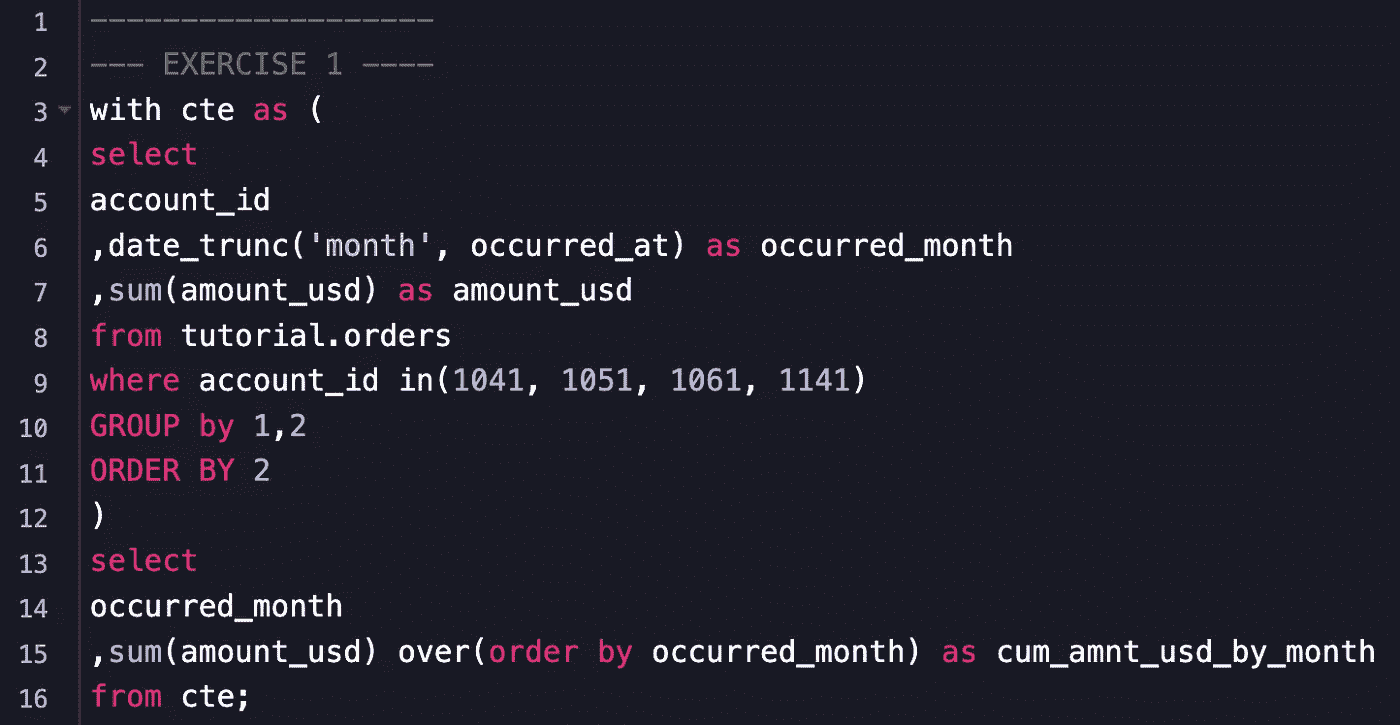 1 -------------------
2 --- EXERCISE 1 ----
3 with cte as (
4 select
5 account_id
6 ,date_trunc('month', occurred_at) as occurred_month
7 ,sum(amount_usd) as amount_usd
8 from tutorial.orders
9 where account_id in(1041, 1051, 1061, 1141)
10 GROUP by 1,2
11 ORDER BY 2
12 )
13 select
14 occurred_month
15 ,sum(amount_usd) over(order by occurred_month) as cum_amnt_usd_by_month
16 from cte;